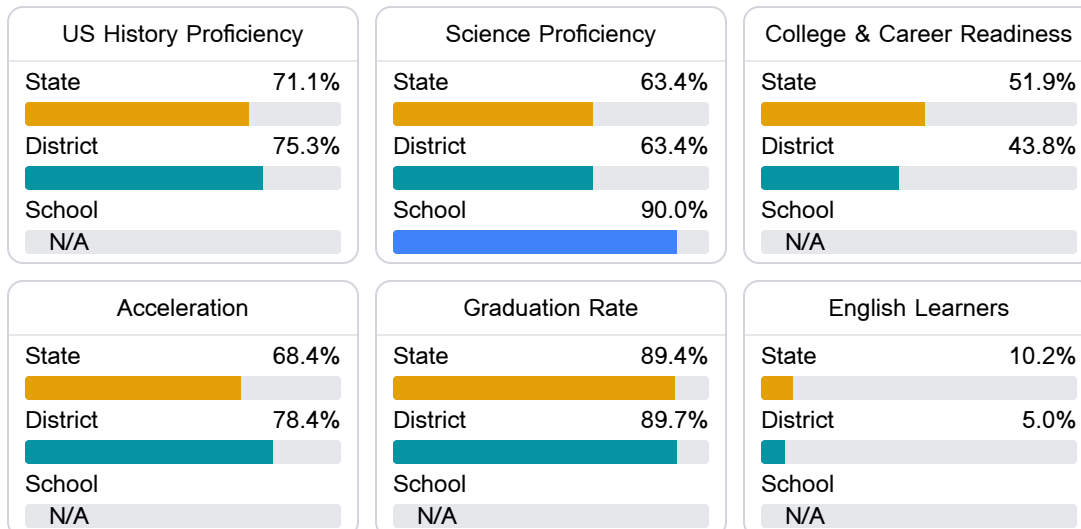 US History Proficiency
State 71.1%
District 75.3%
School
N/A
Science Proficiency
State 63.4%
District 63.4%
School 90.0%
College & Career Readiness
State 51.9%
District 43.8%
School
N/A
Acceleration
State 68.4%
District 78.4%
School
N/A
Graduation Rate
State 89.4%
District 89.7%
School
N/A
English Learners
State 10.2%
District 5.0%
School
N/A